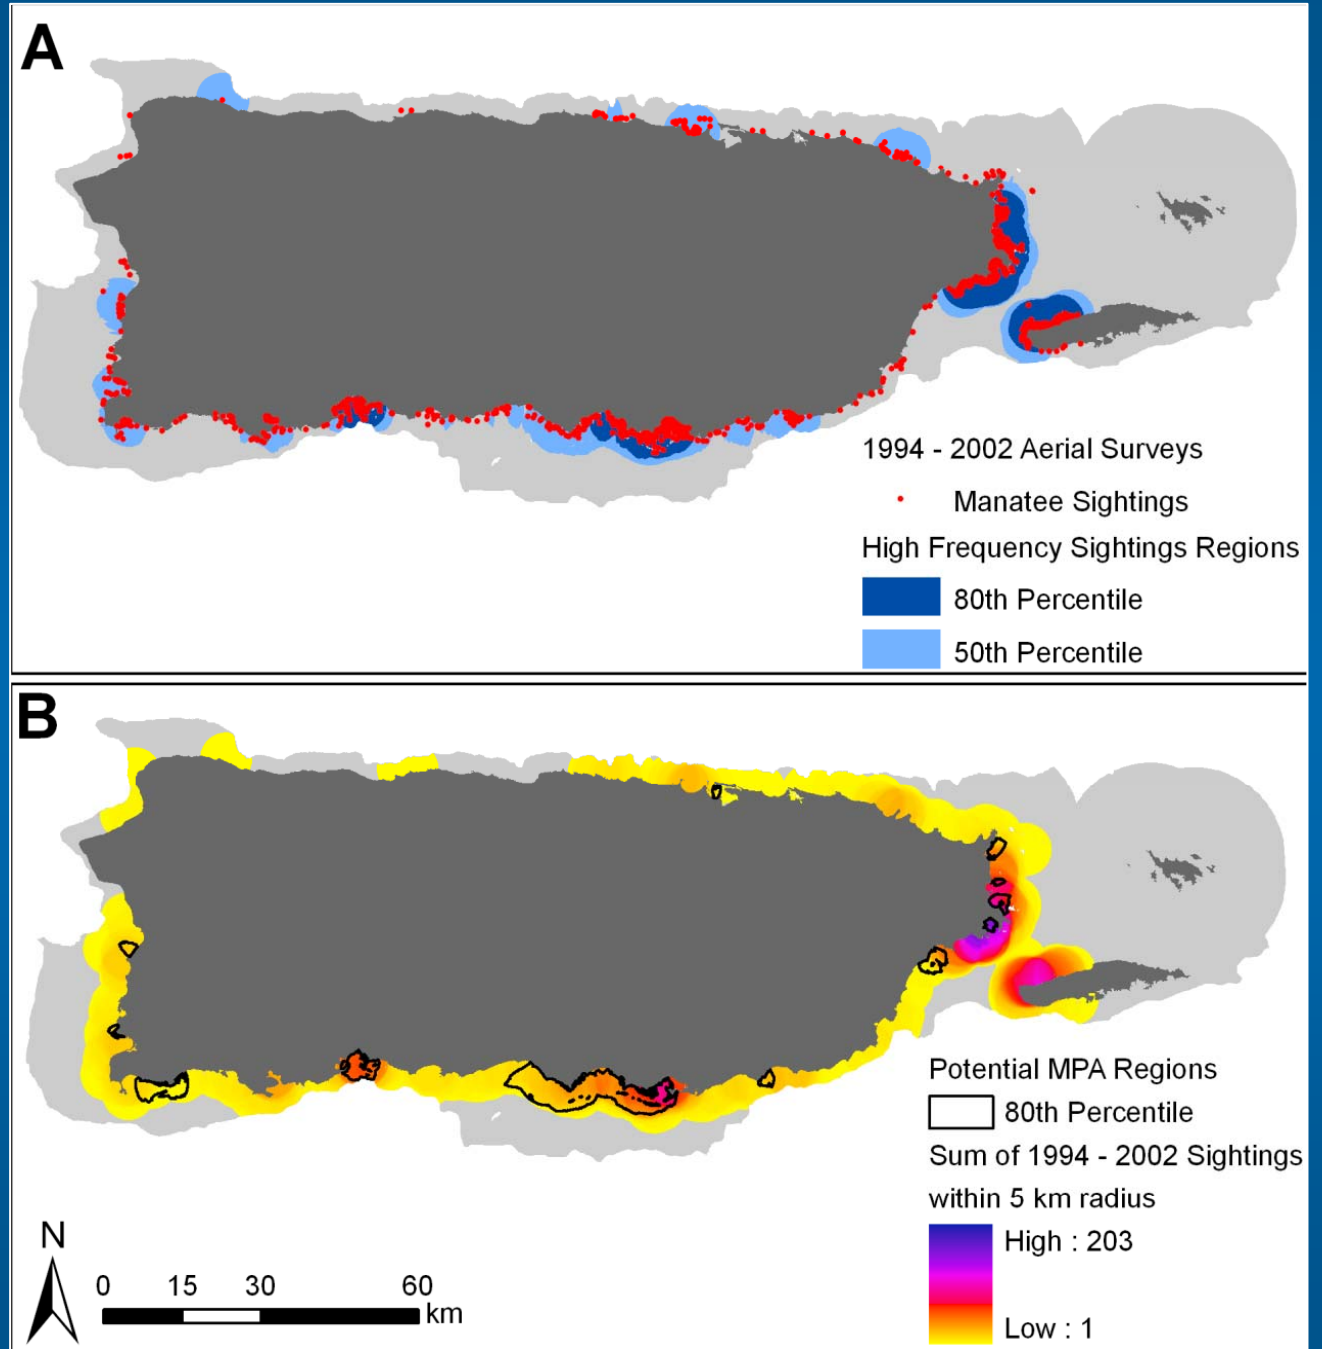 A
1994 - 2002 Aerial Surveys
Manatee Sightings
High Frequency Sightings Regions
80th Percentile
50th Percentile
B
Potential MPA Regions
80th Percentile
Sum of 1994 - 2002 Sightings
within 5 km radius
High : 203
Low : 1
N
0 15 30 60
km